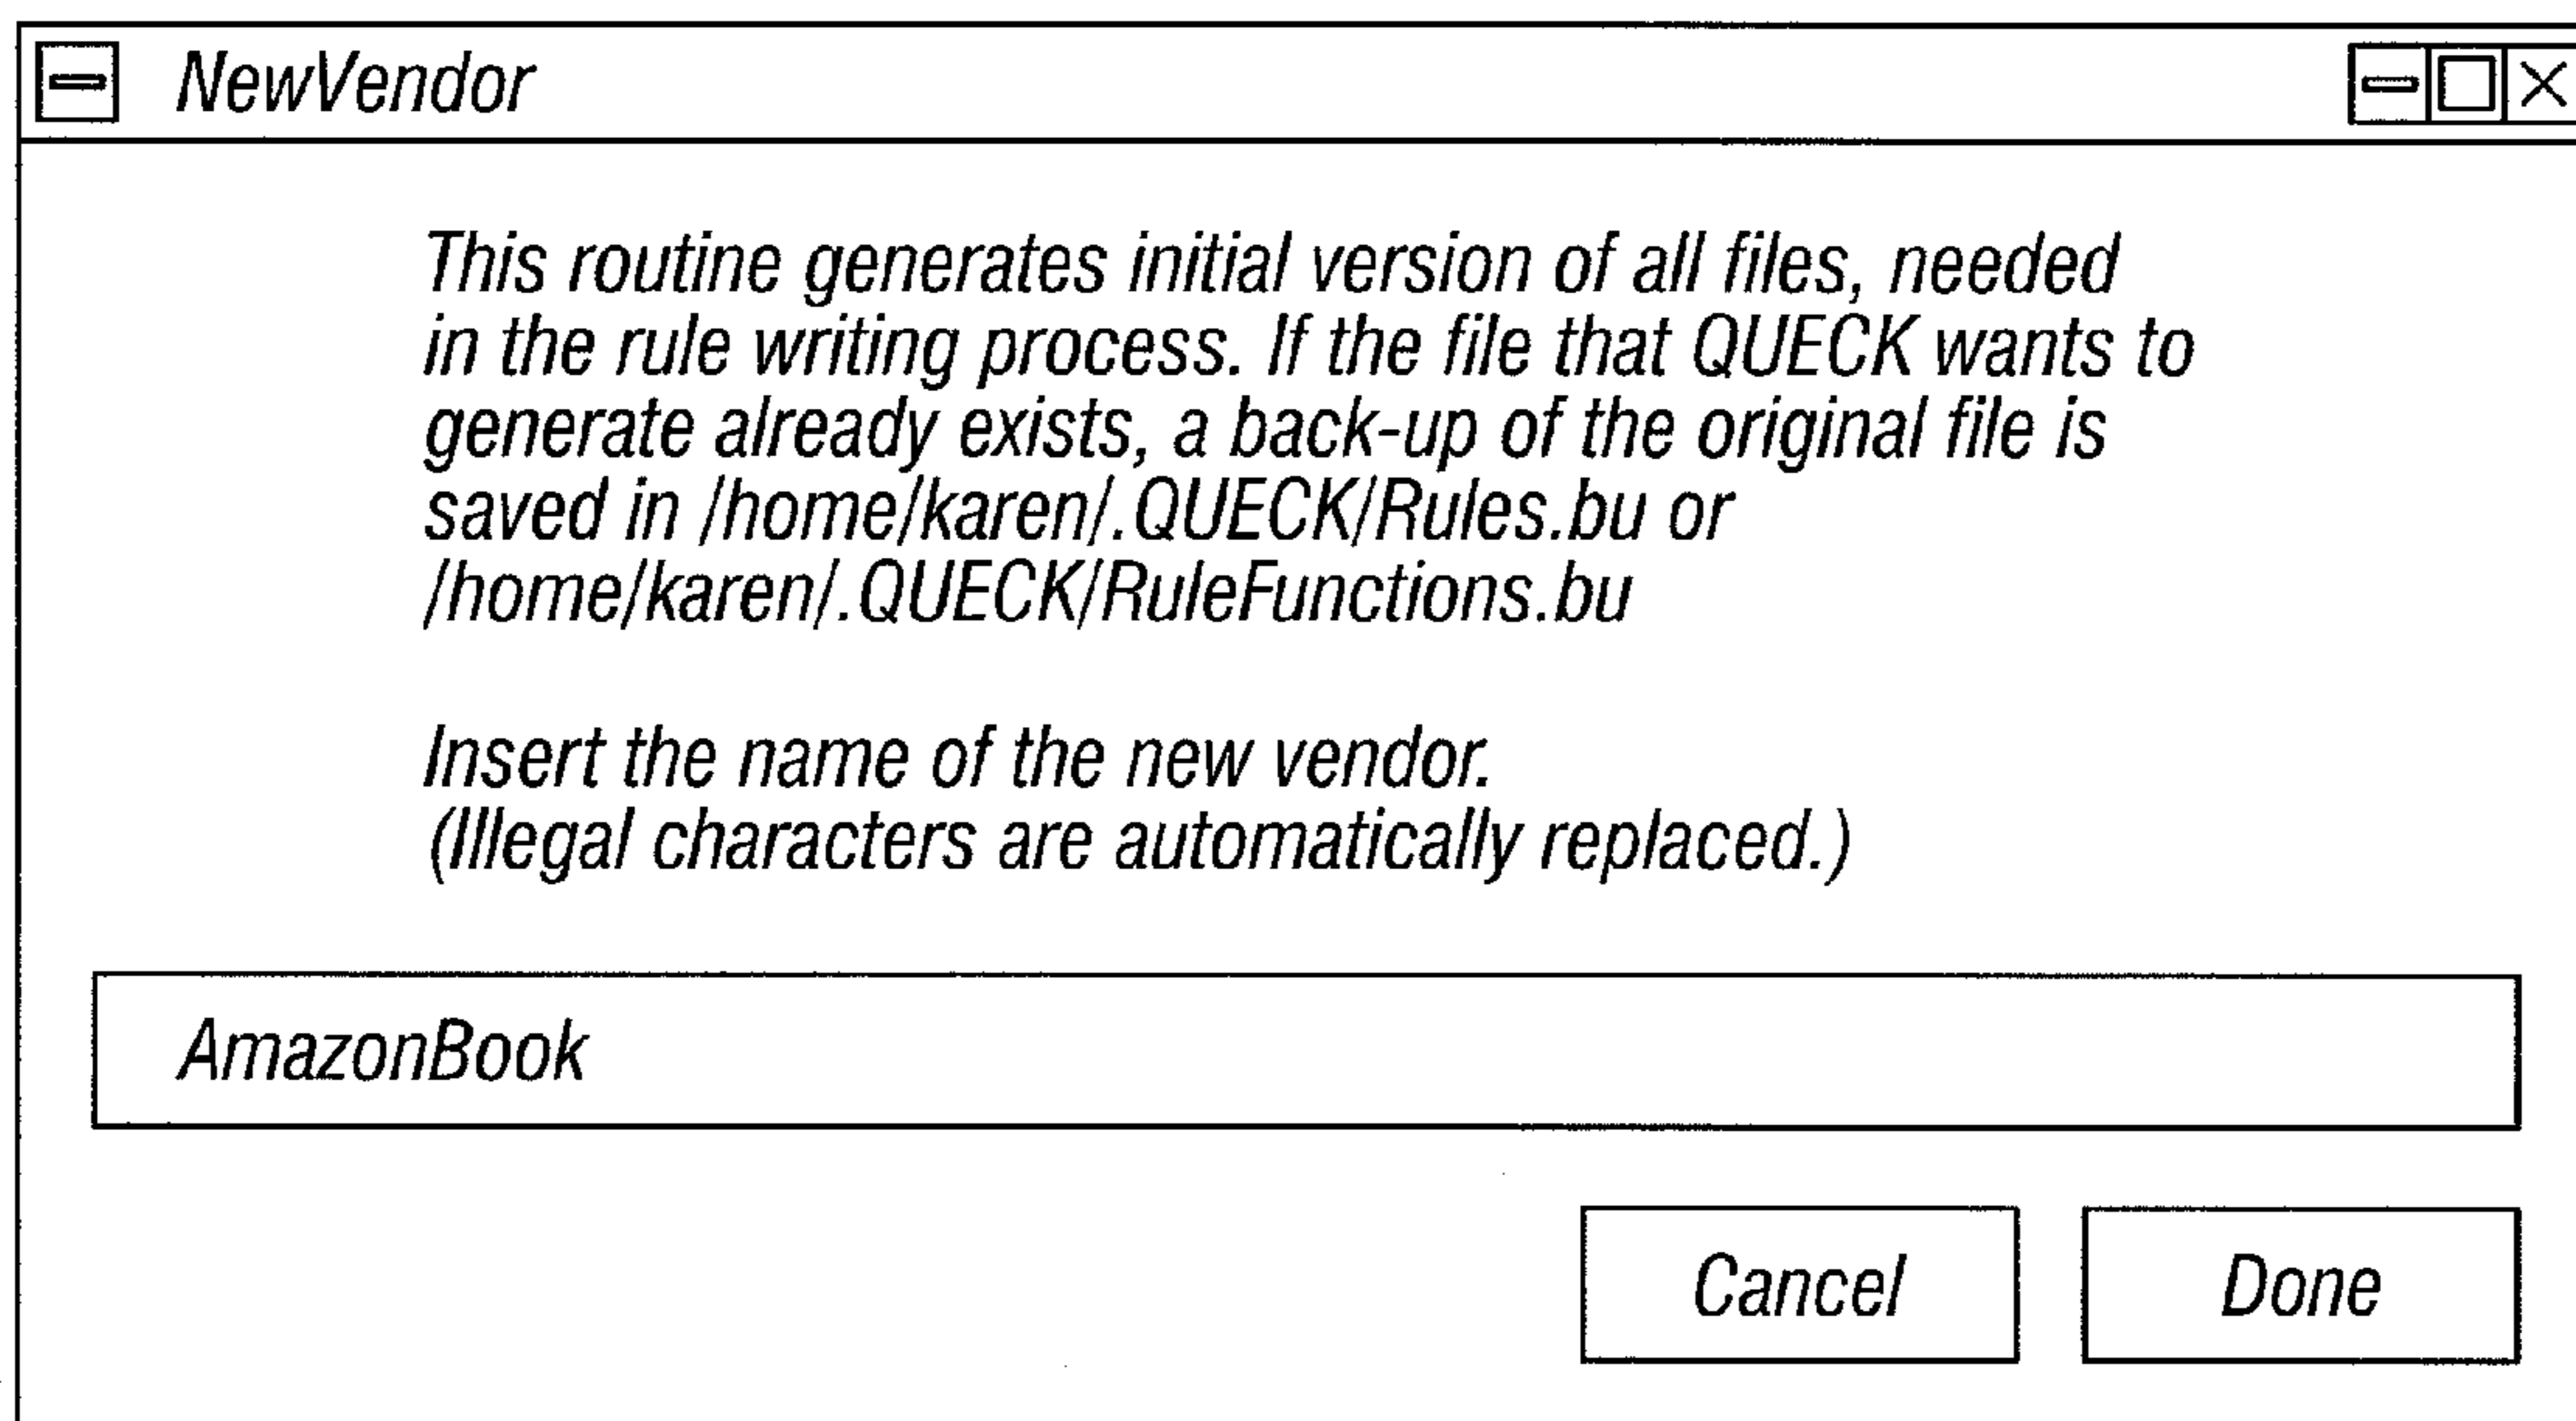 NewVendor
This routine generates initial version of all files, needed
in the rule writing process. If the file that QUECK wants to
generate already exists, a back-up of the original file is
saved in /home/karen/.QUECK/Rules.bu or
/home/karen/.QUECK/RuleFunctions.bu
Insert the name of the new vendor.
(Illegal characters are automatically replaced.)
AmazonBook
Cancel Done